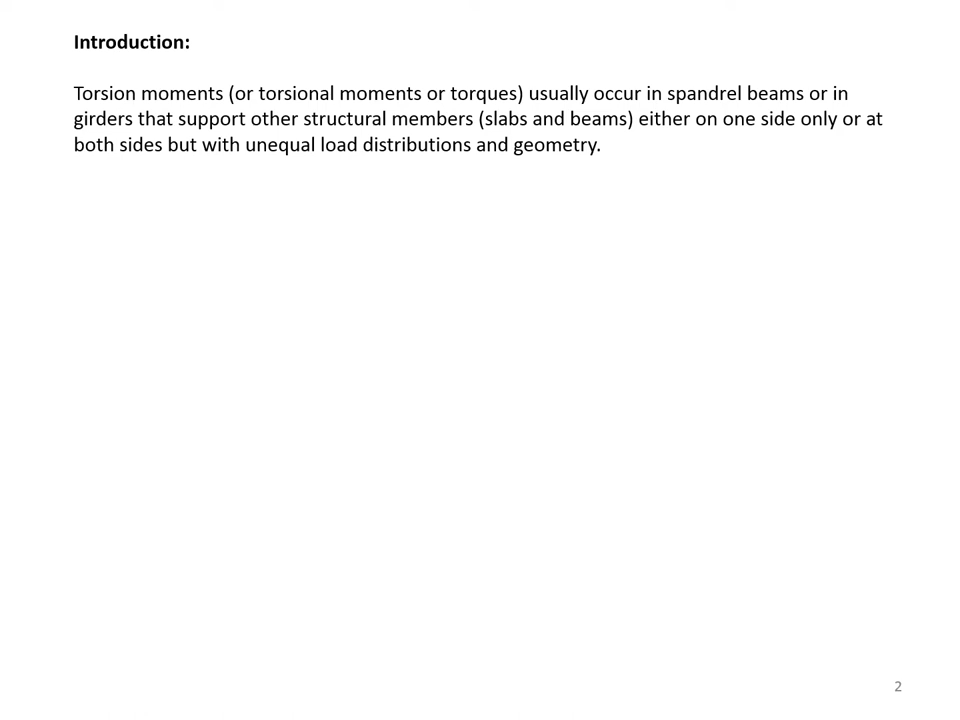 Introduction:
Torsion moments (or torsional moments or torques) usually occur in spandrel beams or in
girders that support other structural members (slabs and beams) either on one side only or at
both sides but with unequal load distributions and geometry.
2